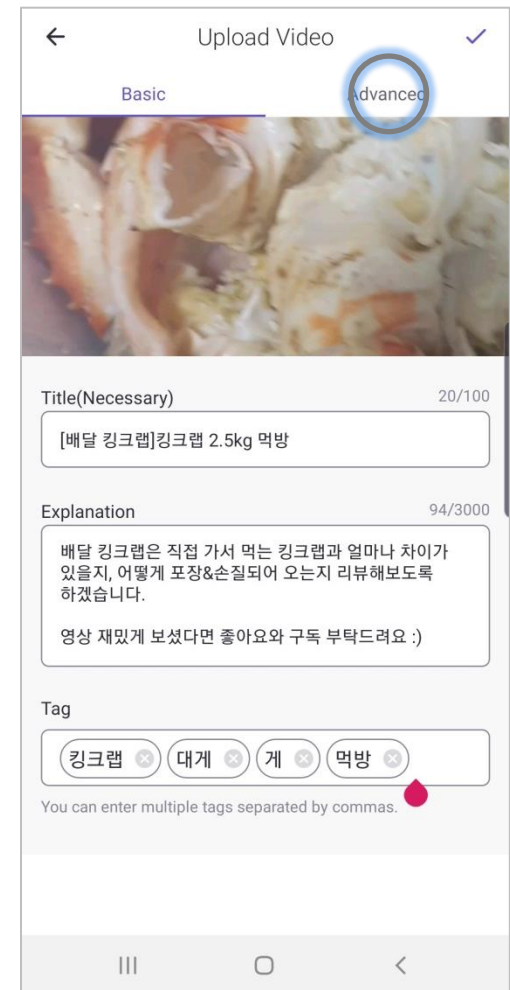 Upload Video
Basic
Advanced
Title(Necessary)
20/100
[배달 킹크랩]킹크랩 2.5kg 먹방
Explanation
94/3000
배달 킹크랩은 직접 가서 먹는 킹크랩과 얼마나 차이가
있을지, 어떻게 포장&손질되어 오는지 리뷰해보도록
하겠습니다.
영상 재밌게 보셨다면 좋아요와 구독 부탁드려요 :)
Tag
킹크랩
대게
게
먹방
You can enter multiple tags separated by commas.